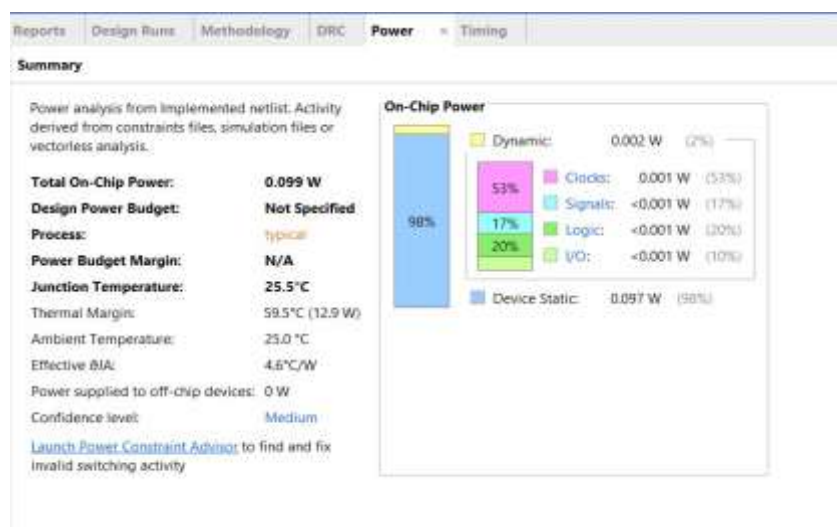 Reports Design Runs Methodology DRC Power × Timing
Summary
Power analysis from Implemented netlist. Activity
derived from constraints files, simulation files or
vectorless analysis.
Total On-Chip Power: 0.099 W
Design Power Budget: Not Specified
Process: typical
Power Budget Margin: N/A
Junction Temperature: 25.5°C
Thermal Margin: 59.5°C (12.9 W)
Ambient Temperature: 25.0 °C
Effective ϑJA: 4.6°C/W
Power supplied to off-chip devices: 0 W
Confidence level: Medium
Launch Power Constraint Advisor to find and fix
invalid switching activity
On-Chip Power
98%
Dynamic: 0.002 W (2%)
53%
17%
20%
Clocks: 0.001 W (53%)
Signals: <0.001 W (17%)
Logic: <0.001 W (20%)
I/O: <0.001 W (10%)
Device Static: 0.097 W (98%)